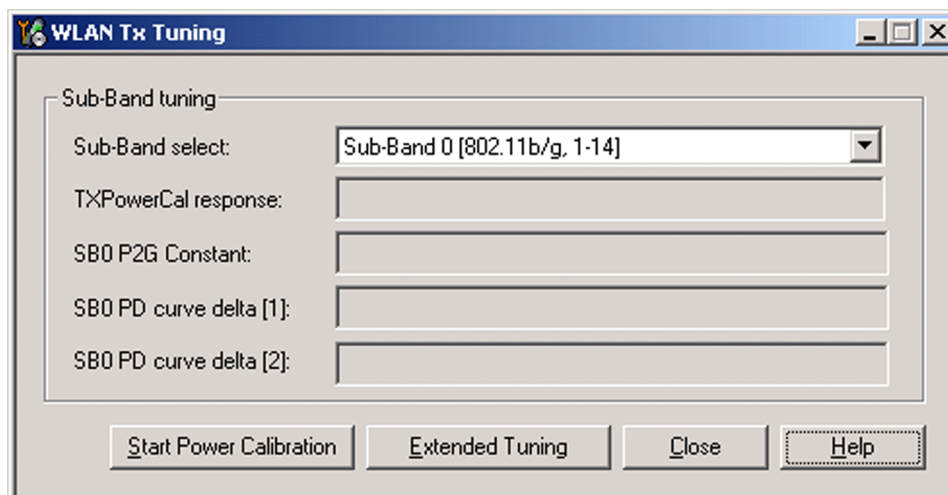 WLAN Tx Tuning
Sub-Band tuning
Sub-Band select: Sub-Band 0 [802.11b/g, 1-14]
TXPowerCal response:
SB0 P2G Constant:
SB0 PD curve delta [1]:
SB0 PD curve delta [2]:
Start Power Calibration Extended Tuning Close Help